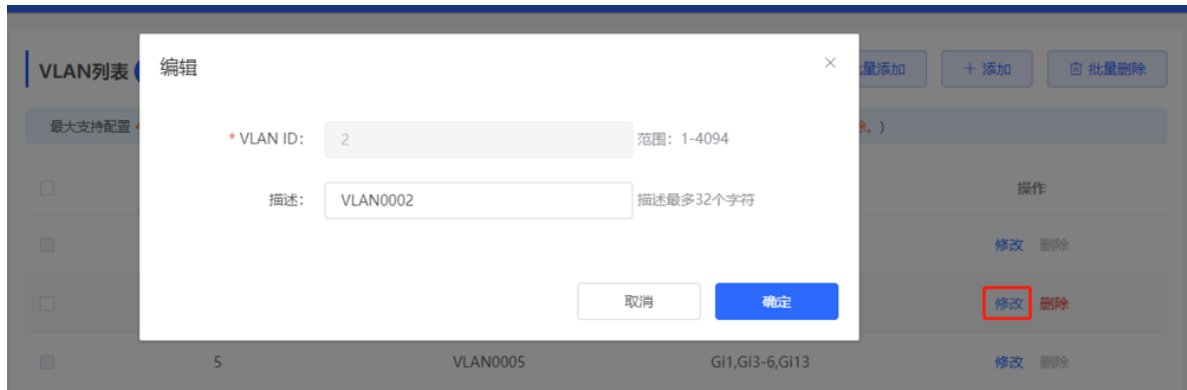 VLAN列表
编辑
量添加
+ 添加
批量删除
最大支持配置
* VLAN ID:
2
范围：1-4094
。）
描述：
VLAN0002
描述最多32个字符
操作
修改 删除
取消
确定
修改 删除
5
VLAN0005
Gi1,Gi3-6,Gi13
修改 删除